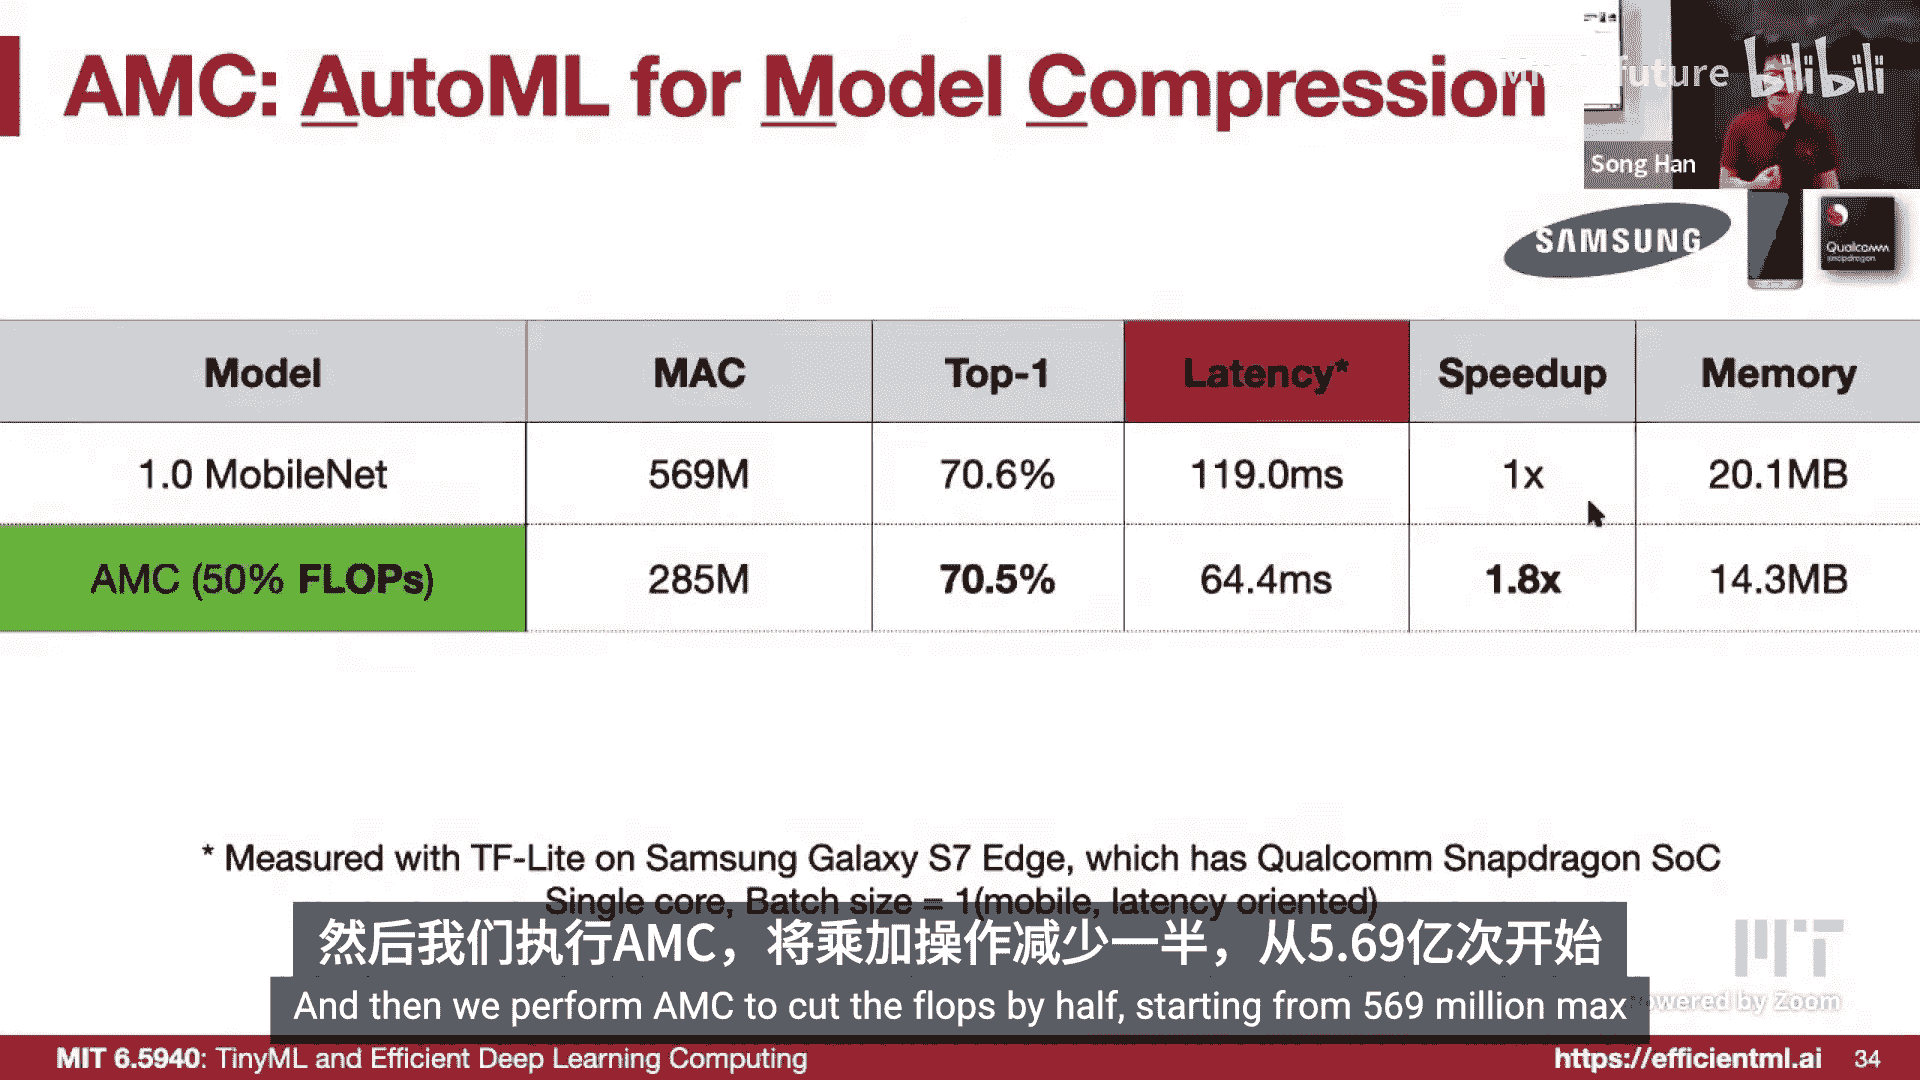 AMC: AutoML for Model Compression
future bilibili
Song Han
SAMSUNG
Qualcomm
snapdragon
Model MAC Top-1 Latency* Speedup Memory
1.0 MobileNet 569M 70.6% 119.0ms 1x 20.1MB
AMC (50% FLOPs) 285M 70.5% 64.4ms 1.8x 14.3MB
* Measured with TF-Lite on Samsung Galaxy S7 Edge, which has Qualcomm Snapdragon SoC
Single core, Batch size = 1(mobile, latency oriented)
然后我们执行AMC，将乘加操作减少一半，从5.69亿次开始
And then we perform AMC to cut the flops by half, starting from 569 million max
MIT
Powered by Zoom
MIT 6.5940: TinyML and Efficient Deep Learning Computing
https://efficientml.ai 34